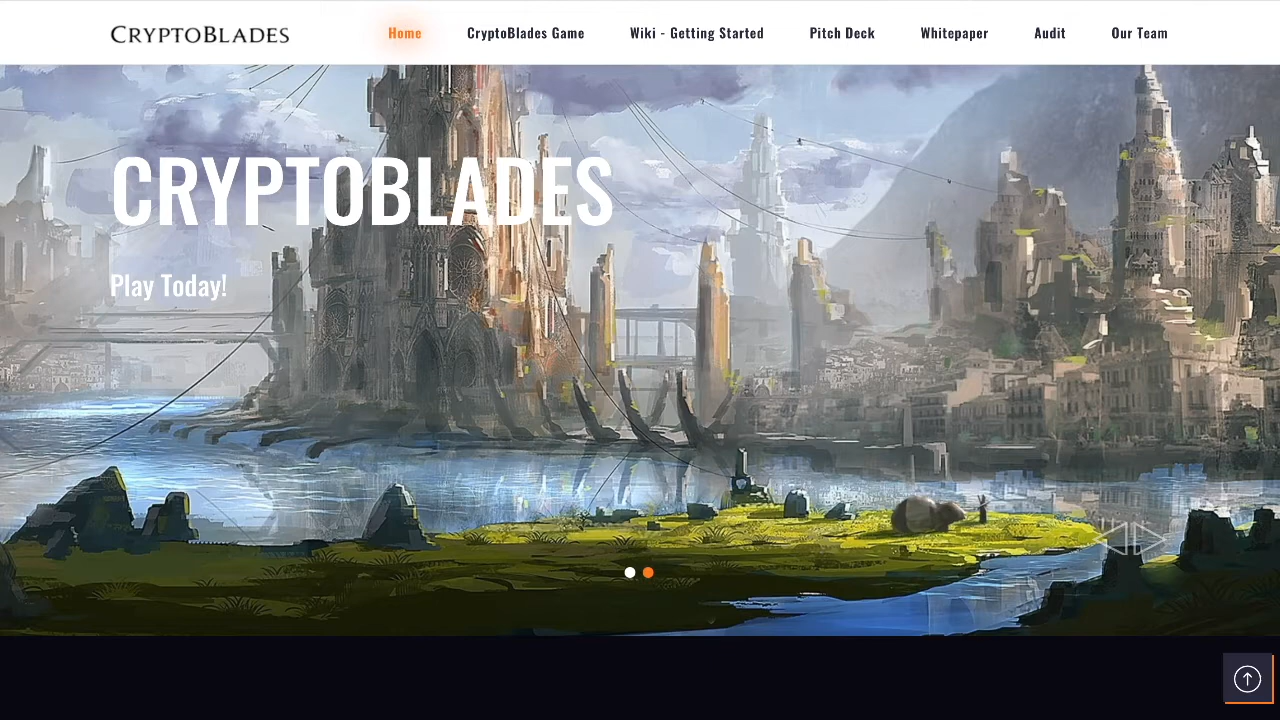 CRYPTOBLADES
Home
CryptoBlades Game
Wiki - Getting Started
Pitch Deck
Whitepaper
Audit
Our Team
CRYPTOBLADES
Play Today!